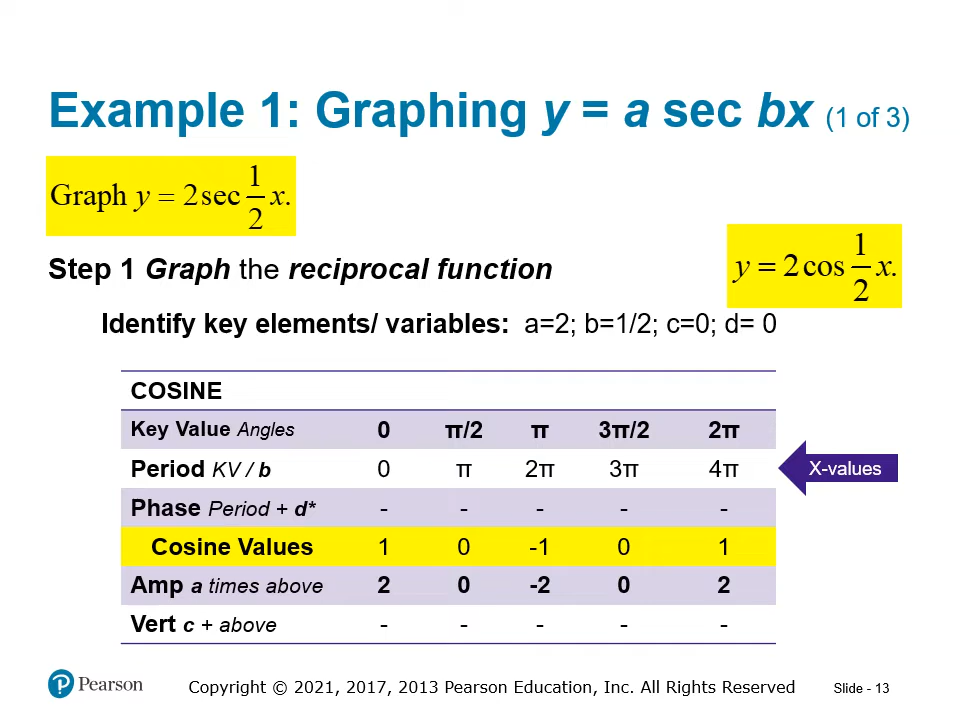 Example 1: Graphing y = a sec bx (1 of 3)
Graph y = 2 sec 1/2 x.
Step 1 Graph the reciprocal function
y = 2 cos 1/2 x.
Identify key elements/ variables: a=2; b=1/2; c=0; d= 0
COSINE
Key Value Angles 0 π/2 π 3π/2 2π
Period KV / b 0 π 2π 3π 4π
X-values
Phase Period + d* - - - - -
Cosine Values 1 0 -1 0 1
Amp a times above 2 0 -2 0 2
Vert c + above - - - - -
Pearson
Copyright © 2021, 2017, 2013 Pearson Education, Inc. All Rights Reserved
Slide - 13